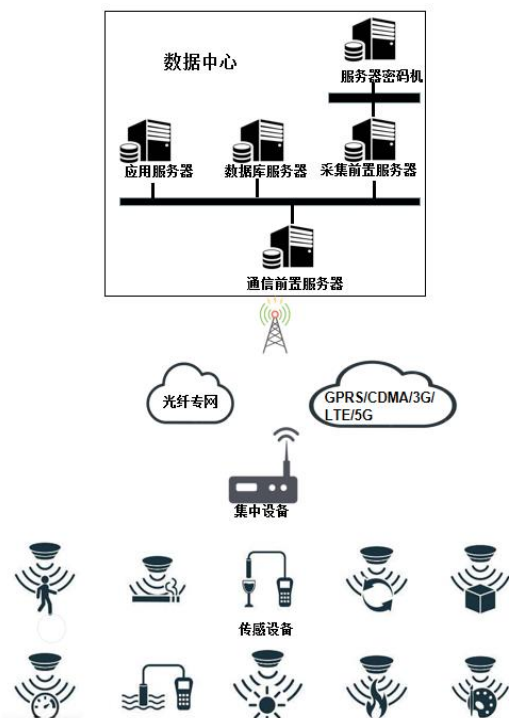 数据中心
服务器密码机
应用服务器
数据库服务器
采集前置服务器
通信前置服务器
光纤专网
GPRS/CDMA/3G/
LTE/5G
集中设备
传感设备